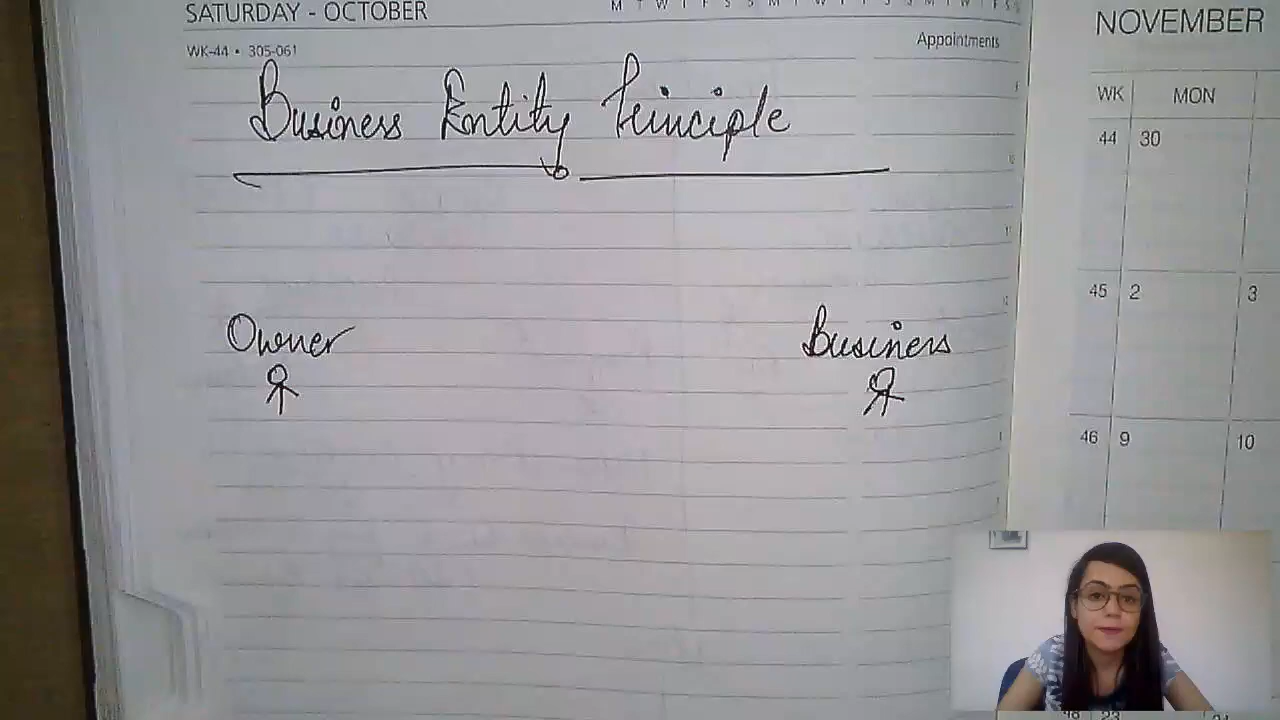 SATURDAY - OCTOBER
WK-44 • 305-061
Appointments
Business Entity Principle
Owner
Business
NOVEMBER
WK MON
44 30
45 2 3
46 9 10